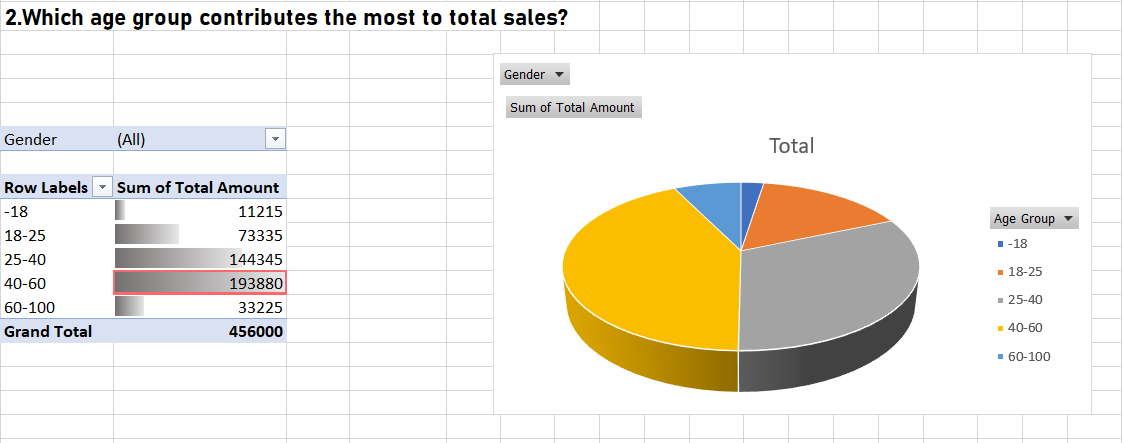 2.Which age group contributes the most to total sales?
Gender (All)
Row Labels Sum of Total Amount
-18 11215
18-25 73335
25-40 144345
40-60 193880
60-100 33225
Grand Total 456000
Gender
Sum of Total Amount
Total
Age Group
-18
18-25
25-40
40-60
60-100